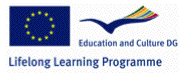 Education and Culture DG
Lifelong Learning Programme